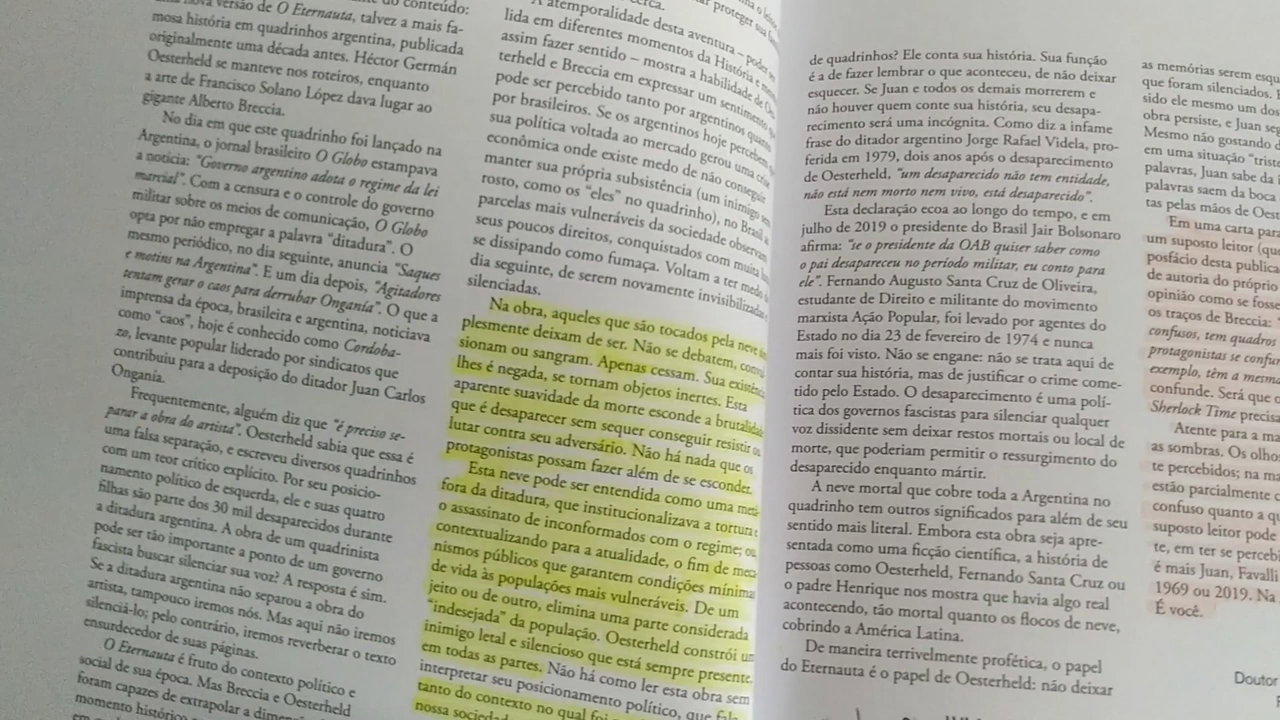 nova versão de O Eternauta, talvez a mais fa-
mosa história em quadrinhos argentina, publicada
originalmente uma década antes. Héctor Germán
Oesterheld se manteve nos roteiros, enquanto
a arte de Francisco Solano López dava lugar ao
gigante Alberto Breccia.
No dia em que este quadrinho foi lançado na
Argentina, o jornal brasileiro O Globo estampava
a notícia: "Governo argentino adota o regime da lei
marcial". Com a censura e o controle do governo
militar sobre os meios de comunicação, O Globo
opta por não empregar a palavra "ditadura". O
mesmo periódico, no dia seguinte, anuncia "Saques
e motins na Argentina". E um dia depois, "Agitadores
tentam gerar o caos para derrubar Onganía". O que a
imprensa da época, brasileira e argentina, noticiava
como "caos", hoje é conhecido como Cordoba-
zo, levante popular liderado por sindicatos que
contribuiu para a deposição do ditador Juan Carlos
Onganía.
Frequentemente, alguém diz que "é preciso se-
parar a obra do artista". Oesterheld sabia que essa é
uma falsa separação, e escreveu diversos quadrinhos
com um teor crítico explícito. Por seu posicio-
namento político de esquerda, ele e suas quatro
filhas são parte dos 30 mil desaparecidos durante
a ditadura argentina. A obra de um quadrinista
pode ser tão importante a ponto de um governo
fascista buscar silenciar sua voz? A resposta é sim.
Se a ditadura argentina não separou a obra do
artista, tampouco iremos nós. Mas aqui não iremos
silenciá-lo; pelo contrário, iremos reverberar o texto
ensurdecedor de suas páginas.
O Eternauta é fruto do contexto político e
social de sua época. Mas Breccia e Oesterheld
foram capazes de extrapolar a
momento histórico
A atemporalidade desta aventura – poder
lida em diferentes momentos da História e
assim fazer sentido – mostra a habilidade de
terheld e Breccia em expressar um sentimento
pode ser percebido tanto por argentinos quanto
por brasileiros. Se os argentinos hoje percebem
sua política voltada ao mercado gerou uma crise
econômica onde existe medo de não conseguir
manter sua própria subsistência (um inimigo sem
rosto, como os "eles" no quadrinho), no Brasil
parcelas mais vulneráveis da sociedade observam
seus poucos direitos, conquistados com muita
se dissipando como fumaça. Voltam a ter medo
dia seguinte, de serem novamente invisibilizadas
silenciadas.
Na obra, aqueles que são tocados pela neve
plesmente deixam de ser. Não se debatem,
sionam ou sangram. Apenas cessam. Sua existência
lhes é negada, se tornam objetos inertes. Esta
aparente suavidade da morte esconde a brutalidade
que é desaparecer sem sequer conseguir resistir ou
lutar contra seu adversário. Não há nada que os
protagonistas possam fazer além de se esconder.
Esta neve pode ser entendida como uma metá-
fora da ditadura, que institucionalizava a tortura e
o assassinato de inconformados com o regime; ou,
contextualizando para a atualidade, o fim de meca-
nismos públicos que garantem condições mínimas
de vida às populações mais vulneráveis. De um
jeito ou de outro, elimina uma parte considerada
"indesejada" da população. Oesterheld constrói um
inimigo letal e silencioso que está sempre presente,
em todas as partes. Não há como ler esta obra sem
interpretar seu posicionamento político, que
tanto do contexto no qual foi
nossa
de quadrinhos? Ele conta sua história. Sua função
é a de fazer lembrar o que aconteceu, de não deixar
esquecer. Se Juan e todos os demais morrerem e
não houver quem conte sua história, seu desapa-
recimento será uma incógnita. Como diz a infame
frase do ditador argentino Jorge Rafael Videla, pro-
ferida em 1979, dois anos após o desaparecimento
de Oesterheld, "um desaparecido não tem entidade,
não está nem morto nem vivo, está desaparecido".
Esta declaração ecoa ao longo do tempo, e em
julho de 2019 o presidente do Brasil Jair Bolsonaro
afirma: "se o presidente da OAB quiser saber como
o pai desapareceu no período militar, eu conto para
ele". Fernando Augusto Santa Cruz de Oliveira,
estudante de Direito e militante do movimento
marxista Ação Popular, foi levado por agentes do
Estado no dia 23 de fevereiro de 1974 e nunca
mais foi visto. Não se engane: não se trata aqui de
contar sua história, mas de justificar o crime come-
tido pelo Estado. O desaparecimento é uma polí-
tica dos governos fascistas para silenciar qualquer
voz dissidente sem deixar restos mortais ou local de
morte, que poderiam permitir o ressurgimento do
desaparecido enquanto mártir.
A neve mortal que cobre toda a Argentina no
quadrinho tem outros significados para além de seu
sentido mais literal. Embora esta obra seja apre-
sentada como uma ficção científica, a história de
pessoas como Oesterheld, Fernando Santa Cruz ou
o padre Henrique nos mostra que havia algo real
acontecendo, tão mortal quanto os flocos de neve,
cobrindo a América Latina.
De maneira terrivelmente profética, o papel
do Eternauta é o papel de Oesterheld: não deixar
as memórias serem
que foram silenciados.
sido ele mesmo um dos
obra persiste, e Juan
Mesmo não gostando
em uma situação
palavras, Juan sabe da
palavras saem da boca
tas pelas mãos de
Em uma carta para
um suposto leitor
posfácio desta
de autoria do próprio
opinião como se fosse
os traços de Breccia:
confusos, tem quadros
protagonistas se
exemplo, têm a mesma
confunde. Será que
Sherlock Time
Atente para a
as sombras. Os
te percebidos; na
estão parcialmente
confuso quanto a
suposto leitor pode
te, em ter se
é mais Juan, Favalli
1969 ou 2019. Na
É você.
Doutor